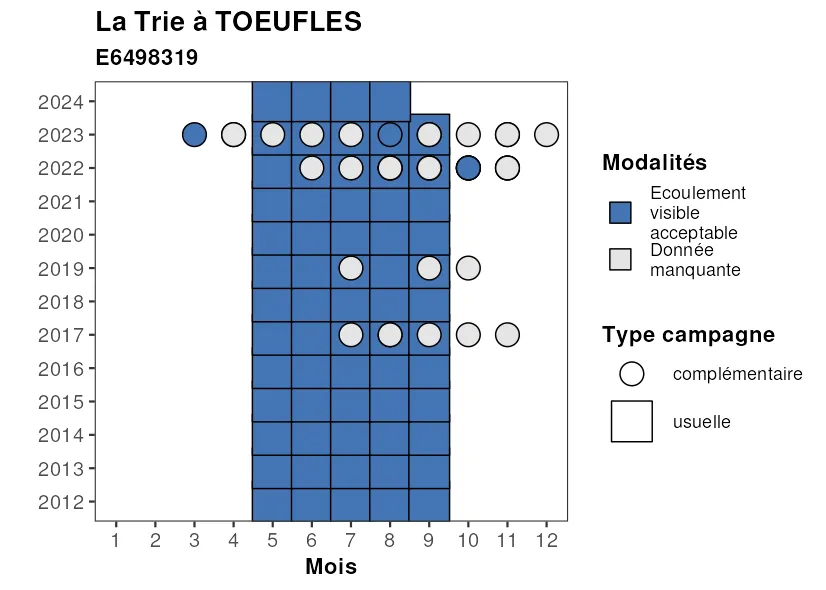 La Trie à TOEUFLES
E6498319
2024
2023
2022
2021
2020
2019
2018
2017
2016
2015
2014
2013
2012
1 2 3 4 5 6 7 8 9 10 11 12
Mois
Modalités
Ecoulement
visible
acceptable
Donnée
manquante
Type campagne
complémentaire
usuelle